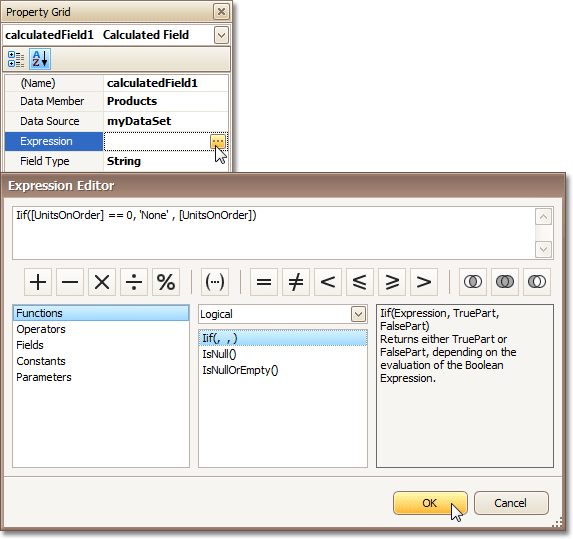 Property Grid
calculatedField1 Calculated Field
A
Z
(Name) calculatedField1
Data Member Products
Data Source myDataSet
Expression ...
Field Type String
Expression Editor
Iif([UnitsOnOrder] == 0, 'None' , [UnitsOnOrder])
+ − × ÷ % (···) = ≠ < ⩽ ⩾ >
Functions
Operators
Fields
Constants
Parameters
Logical
Iif(, , )
IsNull()
IsNullOrEmpty()
Iif(Expression, TruePart,
FalsePart)
Returns either TruePart or
FalsePart, depending on the
evaluation of the Boolean
Expression.
OK Cancel